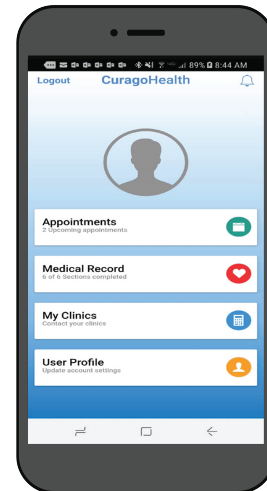 89% 8:44 AM
Logout CuragoHealth
Appointments
2 Upcoming appointments
Medical Record
6 of 6 Sections completed
My Clinics
Contact your clinics
User Profile
Update account settings